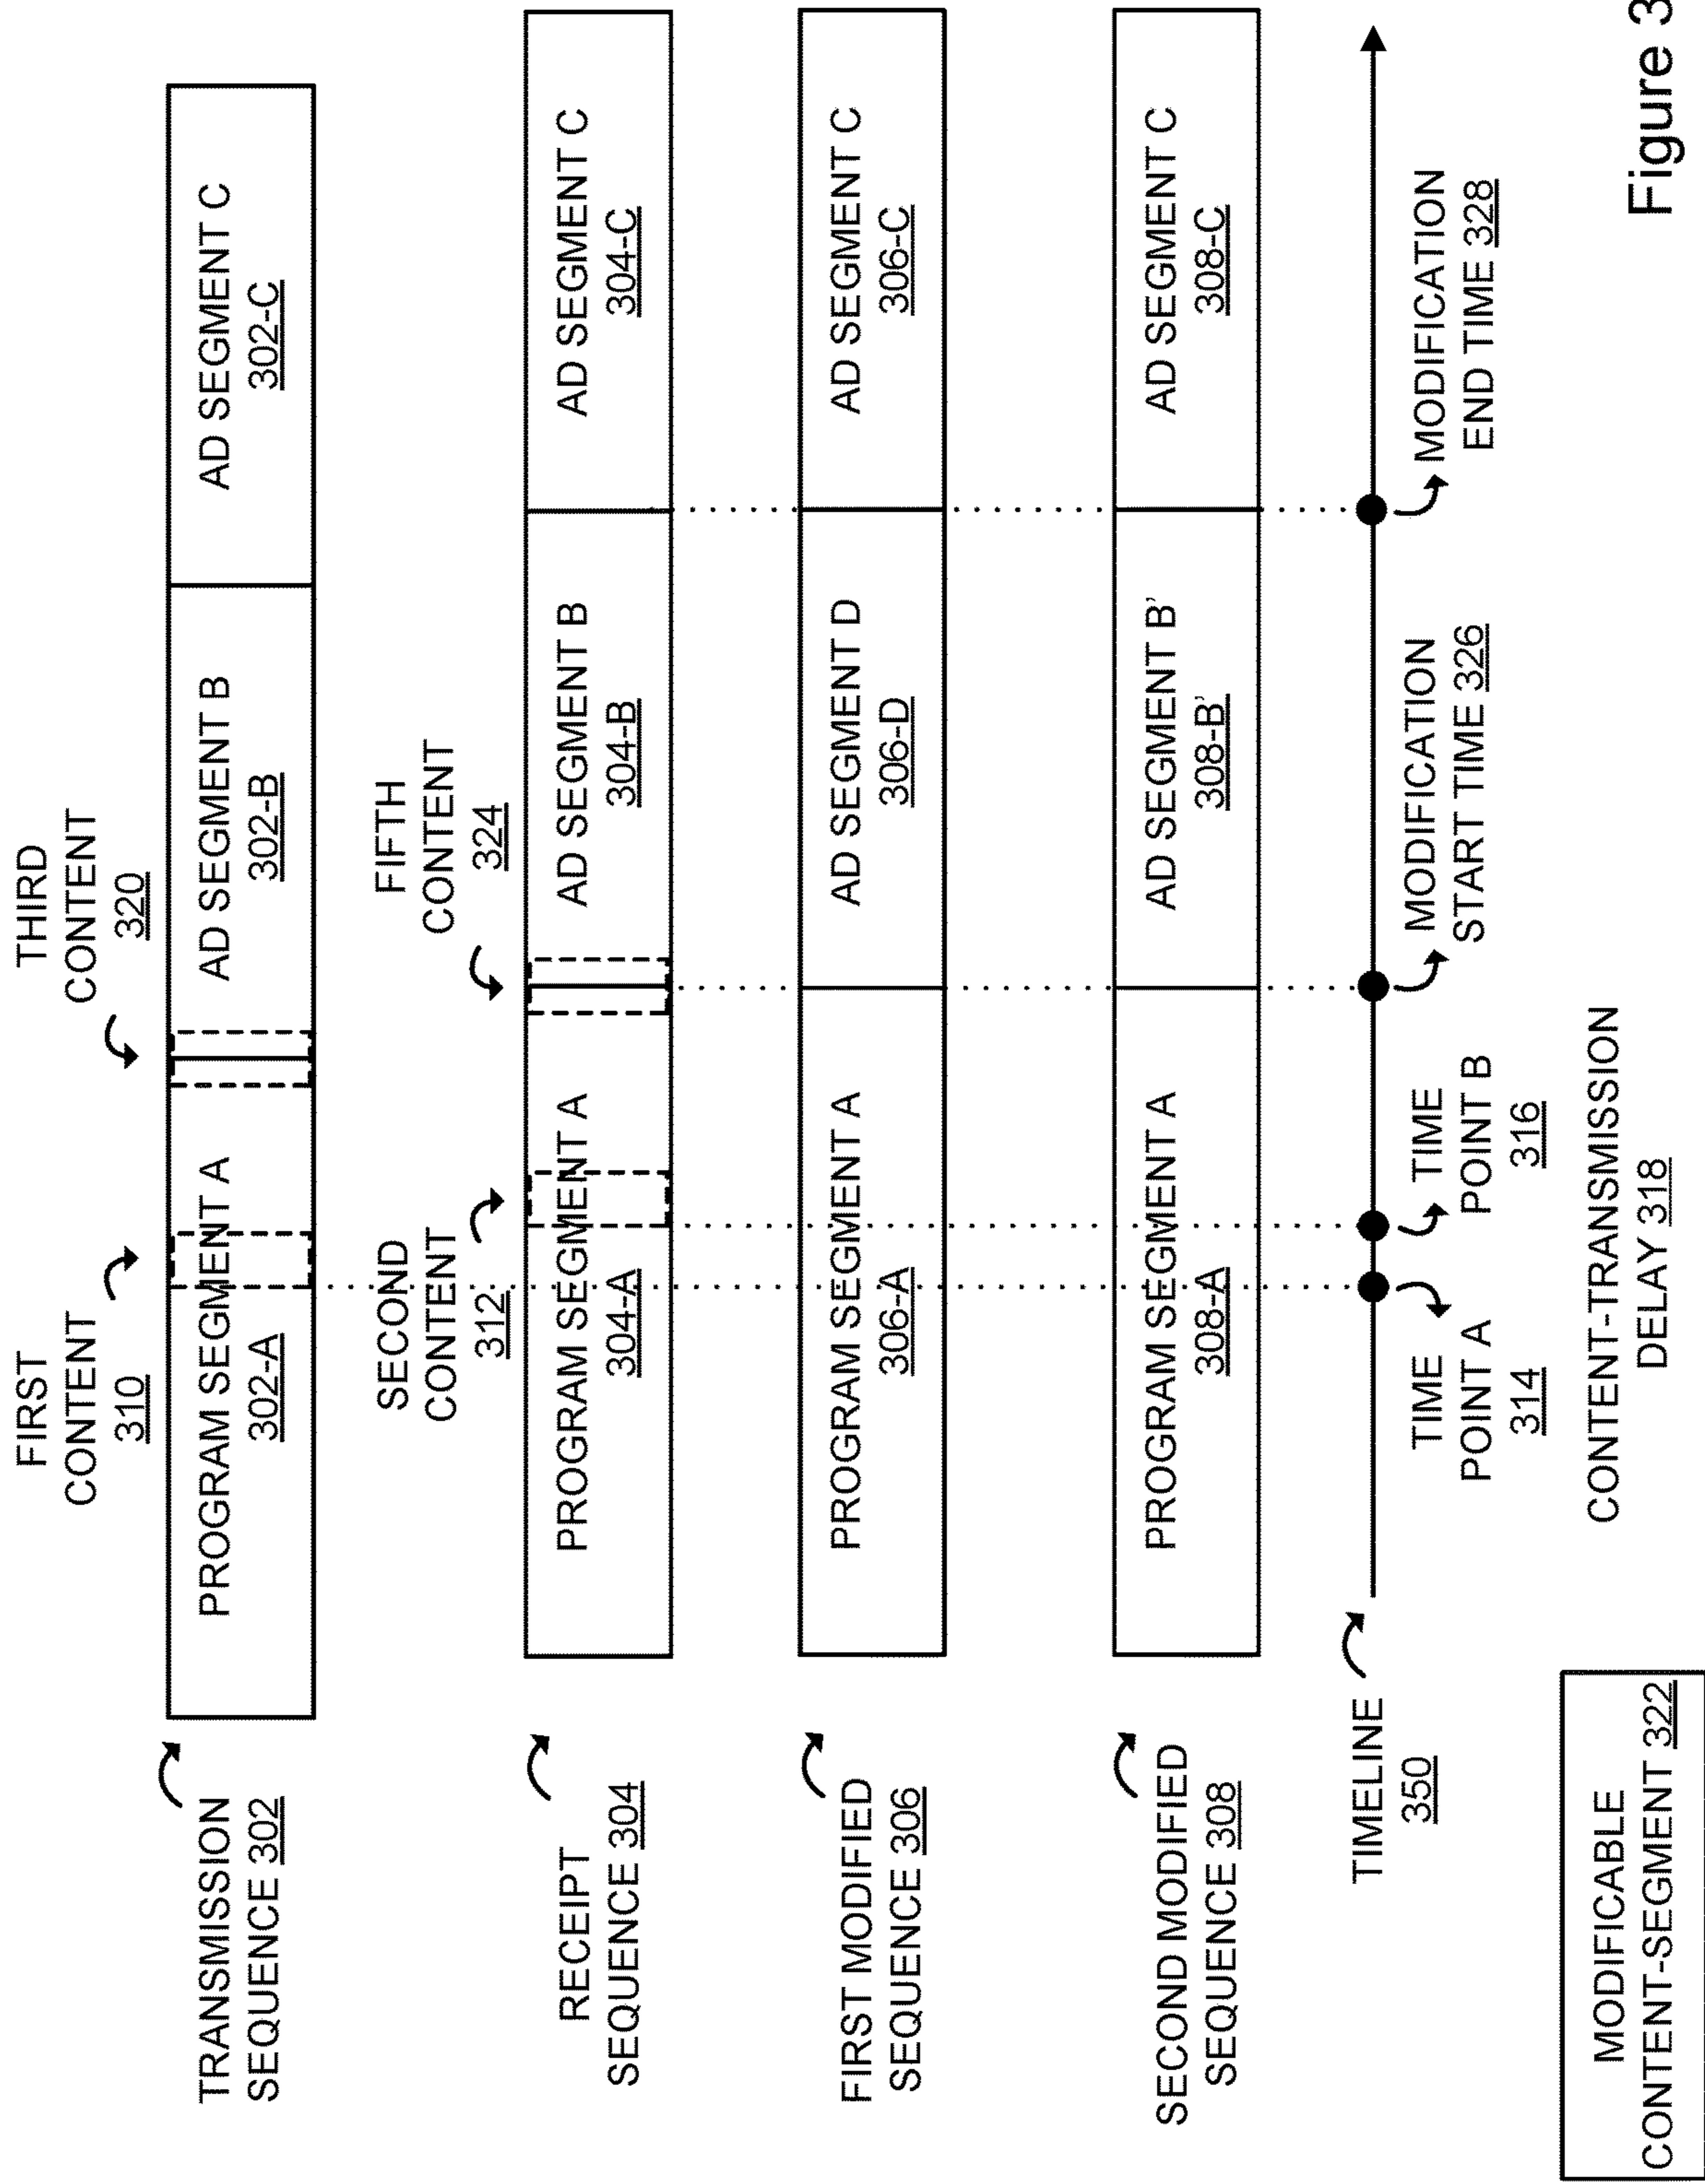 FIRST
CONTENT
310
THIRD
CONTENT
320
TRANSMISSION
SEQUENCE 302
PROGRAM SEGMENT A
302-A
AD SEGMENT B
302-B
AD SEGMENT C
302-C
SECOND
CONTENT
312
FIFTH
CONTENT
324
RECEIPT
SEQUENCE 304
PROGRAM SEGMENT A
304-A
AD SEGMENT B
304-B
AD SEGMENT C
304-C
FIRST MODIFIED
SEQUENCE 306
PROGRAM SEGMENT A
306-A
AD SEGMENT D
306-D
AD SEGMENT C
306-C
SECOND MODIFIED
SEQUENCE 308
PROGRAM SEGMENT A
308-A
AD SEGMENT B'
308-B'
AD SEGMENT C
308-C
TIMELINE
350
TIME
POINT A
314
TIME
POINT B
316
MODIFICATION
START TIME 326
MODIFICATION
END TIME 328
CONTENT-TRANSMISSION
DELAY 318
MODIFICABLE
CONTENT-SEGMENT 322
Figure 3